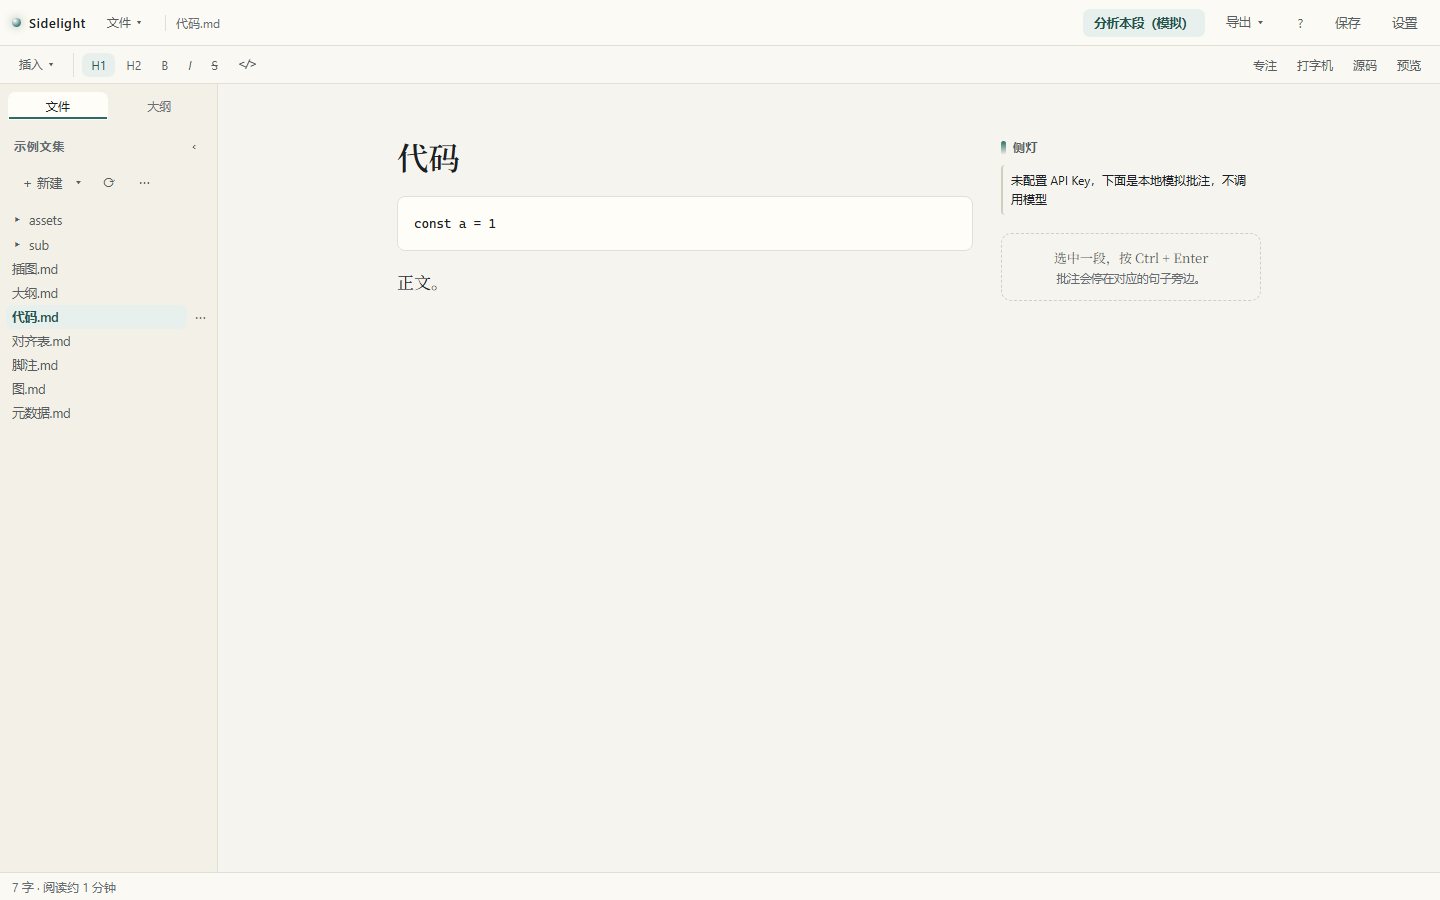 Sidelight 文件 代码.md 分析本段（模拟） 导出 ? 保存 设置
插入 H1 H2 B I S </> 专注 打字机 源码 预览
文件 大纲
示例文集
+ 新建 ...
assets
sub
插图.md
大纲.md
代码.md ...
对齐表.md
脚注.md
图.md
元数据.md
代码
const a = 1
正文。
侧灯
未配置 API Key，下面是本地模拟批注，不调
用模型
选中一段，按 Ctrl + Enter
批注会停在对应的句子旁边。
7 字 · 阅读约 1 分钟